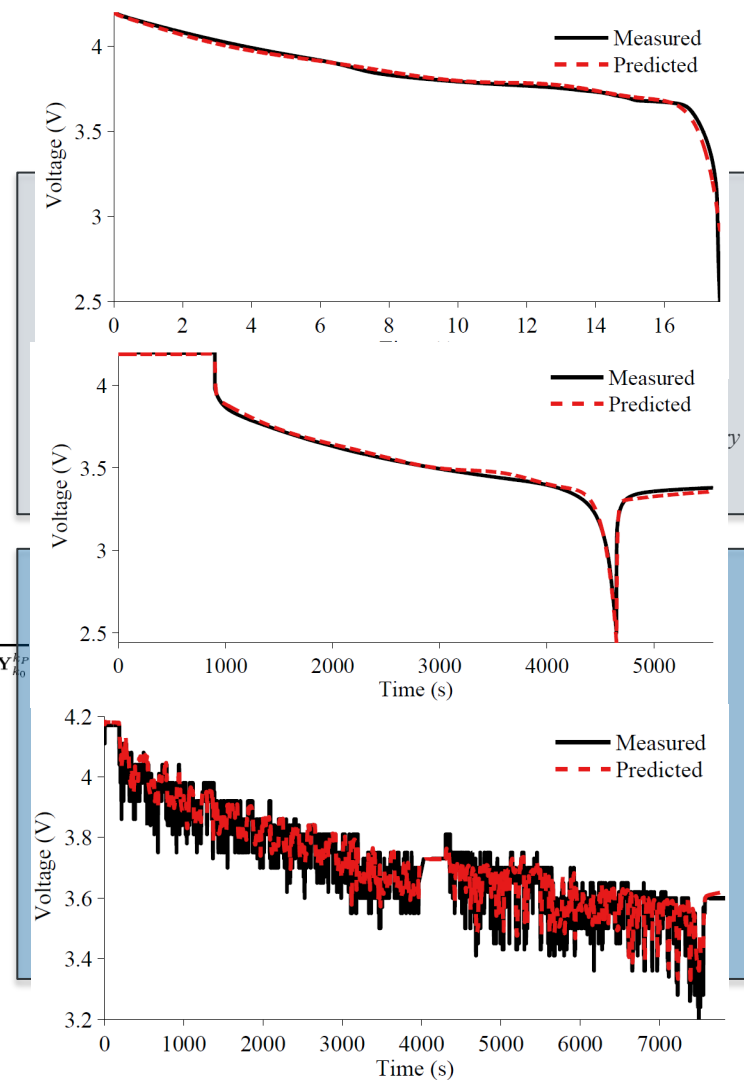 4
3.5
3
2.5
Voltage (V)
Measured
Predicted
0 2 4 6 8 10 12 14 16
4
3.5
3
2.5
Voltage (V)
Measured
Predicted
0 1000 2000 3000 4000 5000
Time (s)
y
Y
4.2
4
3.8
3.6
3.4
3.2
Voltage (V)
Measured
Predicted
0 1000 2000 3000 4000 5000 6000 7000
Time (s)